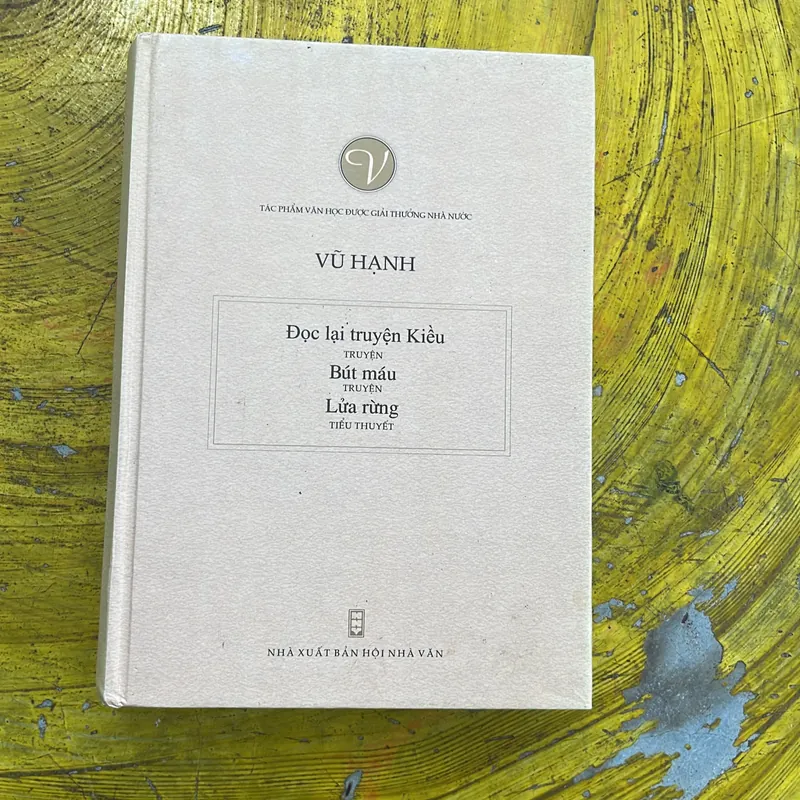 V
TÁC PHẨM VĂN HỌC ĐƯỢC GIẢI THƯỞNG NHÀ NƯỚC
VŨ HẠNH
Đọc lại truyện Kiều
TRUYỆN
Bút máu
TRUYỆN
Lửa rừng
TIỂU THUYẾT
NHÀ XUẤT BẢN HỘI NHÀ VĂN